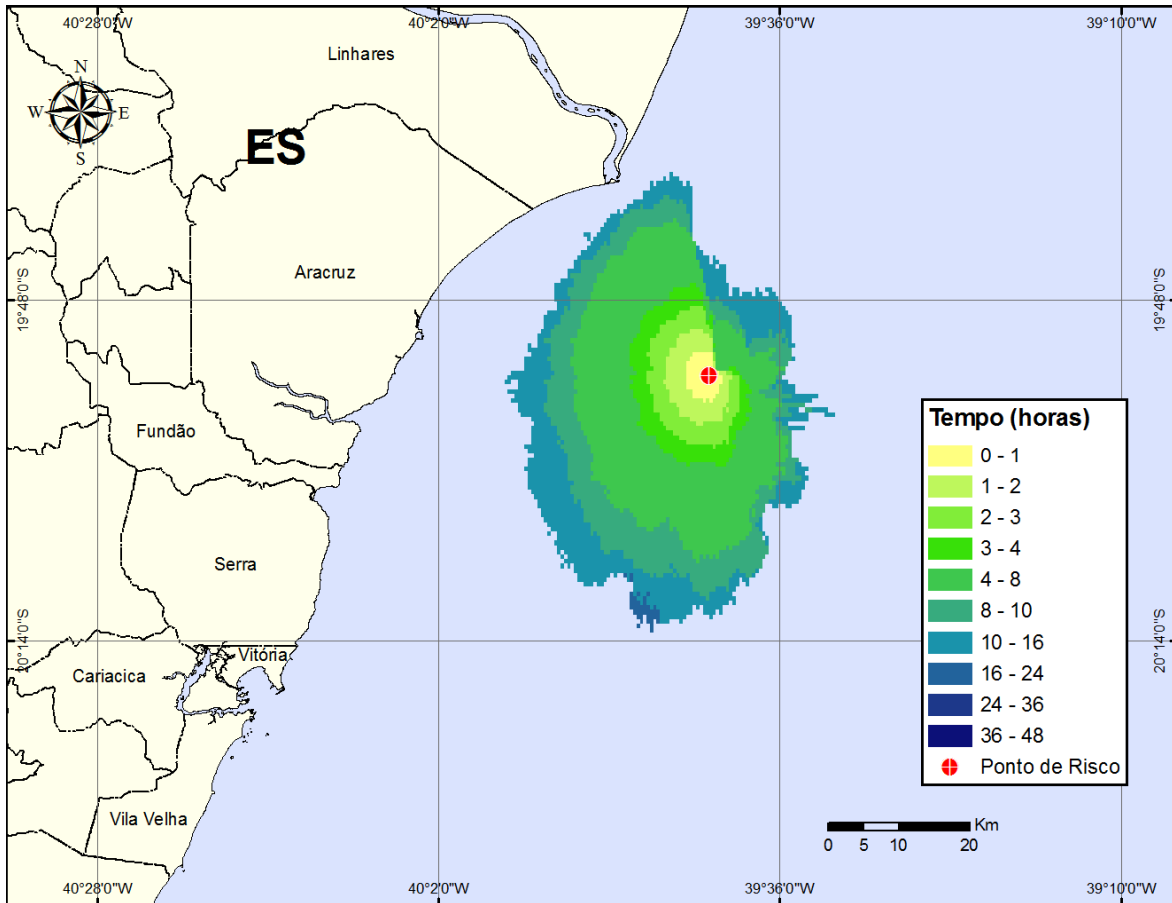 40°28'0"W
40°2'0"W
39°36'0"W
39°10'0"W
Linhares
N
W
E
S
ES
Aracruz
19°48'0"S
19°48'0"S
Fundão
Tempo (horas)
0 - 1
1 - 2
2 - 3
3 - 4
4 - 8
8 - 10
10 - 16
16 - 24
24 - 36
36 - 48
Ponto de Risco
Serra
20°14'0"S
20°14'0"S
Vitória
Cariacica
Vila Velha
Km
0 5 10 20
40°28'0"W
40°2'0"W
39°36'0"W
39°10'0"W